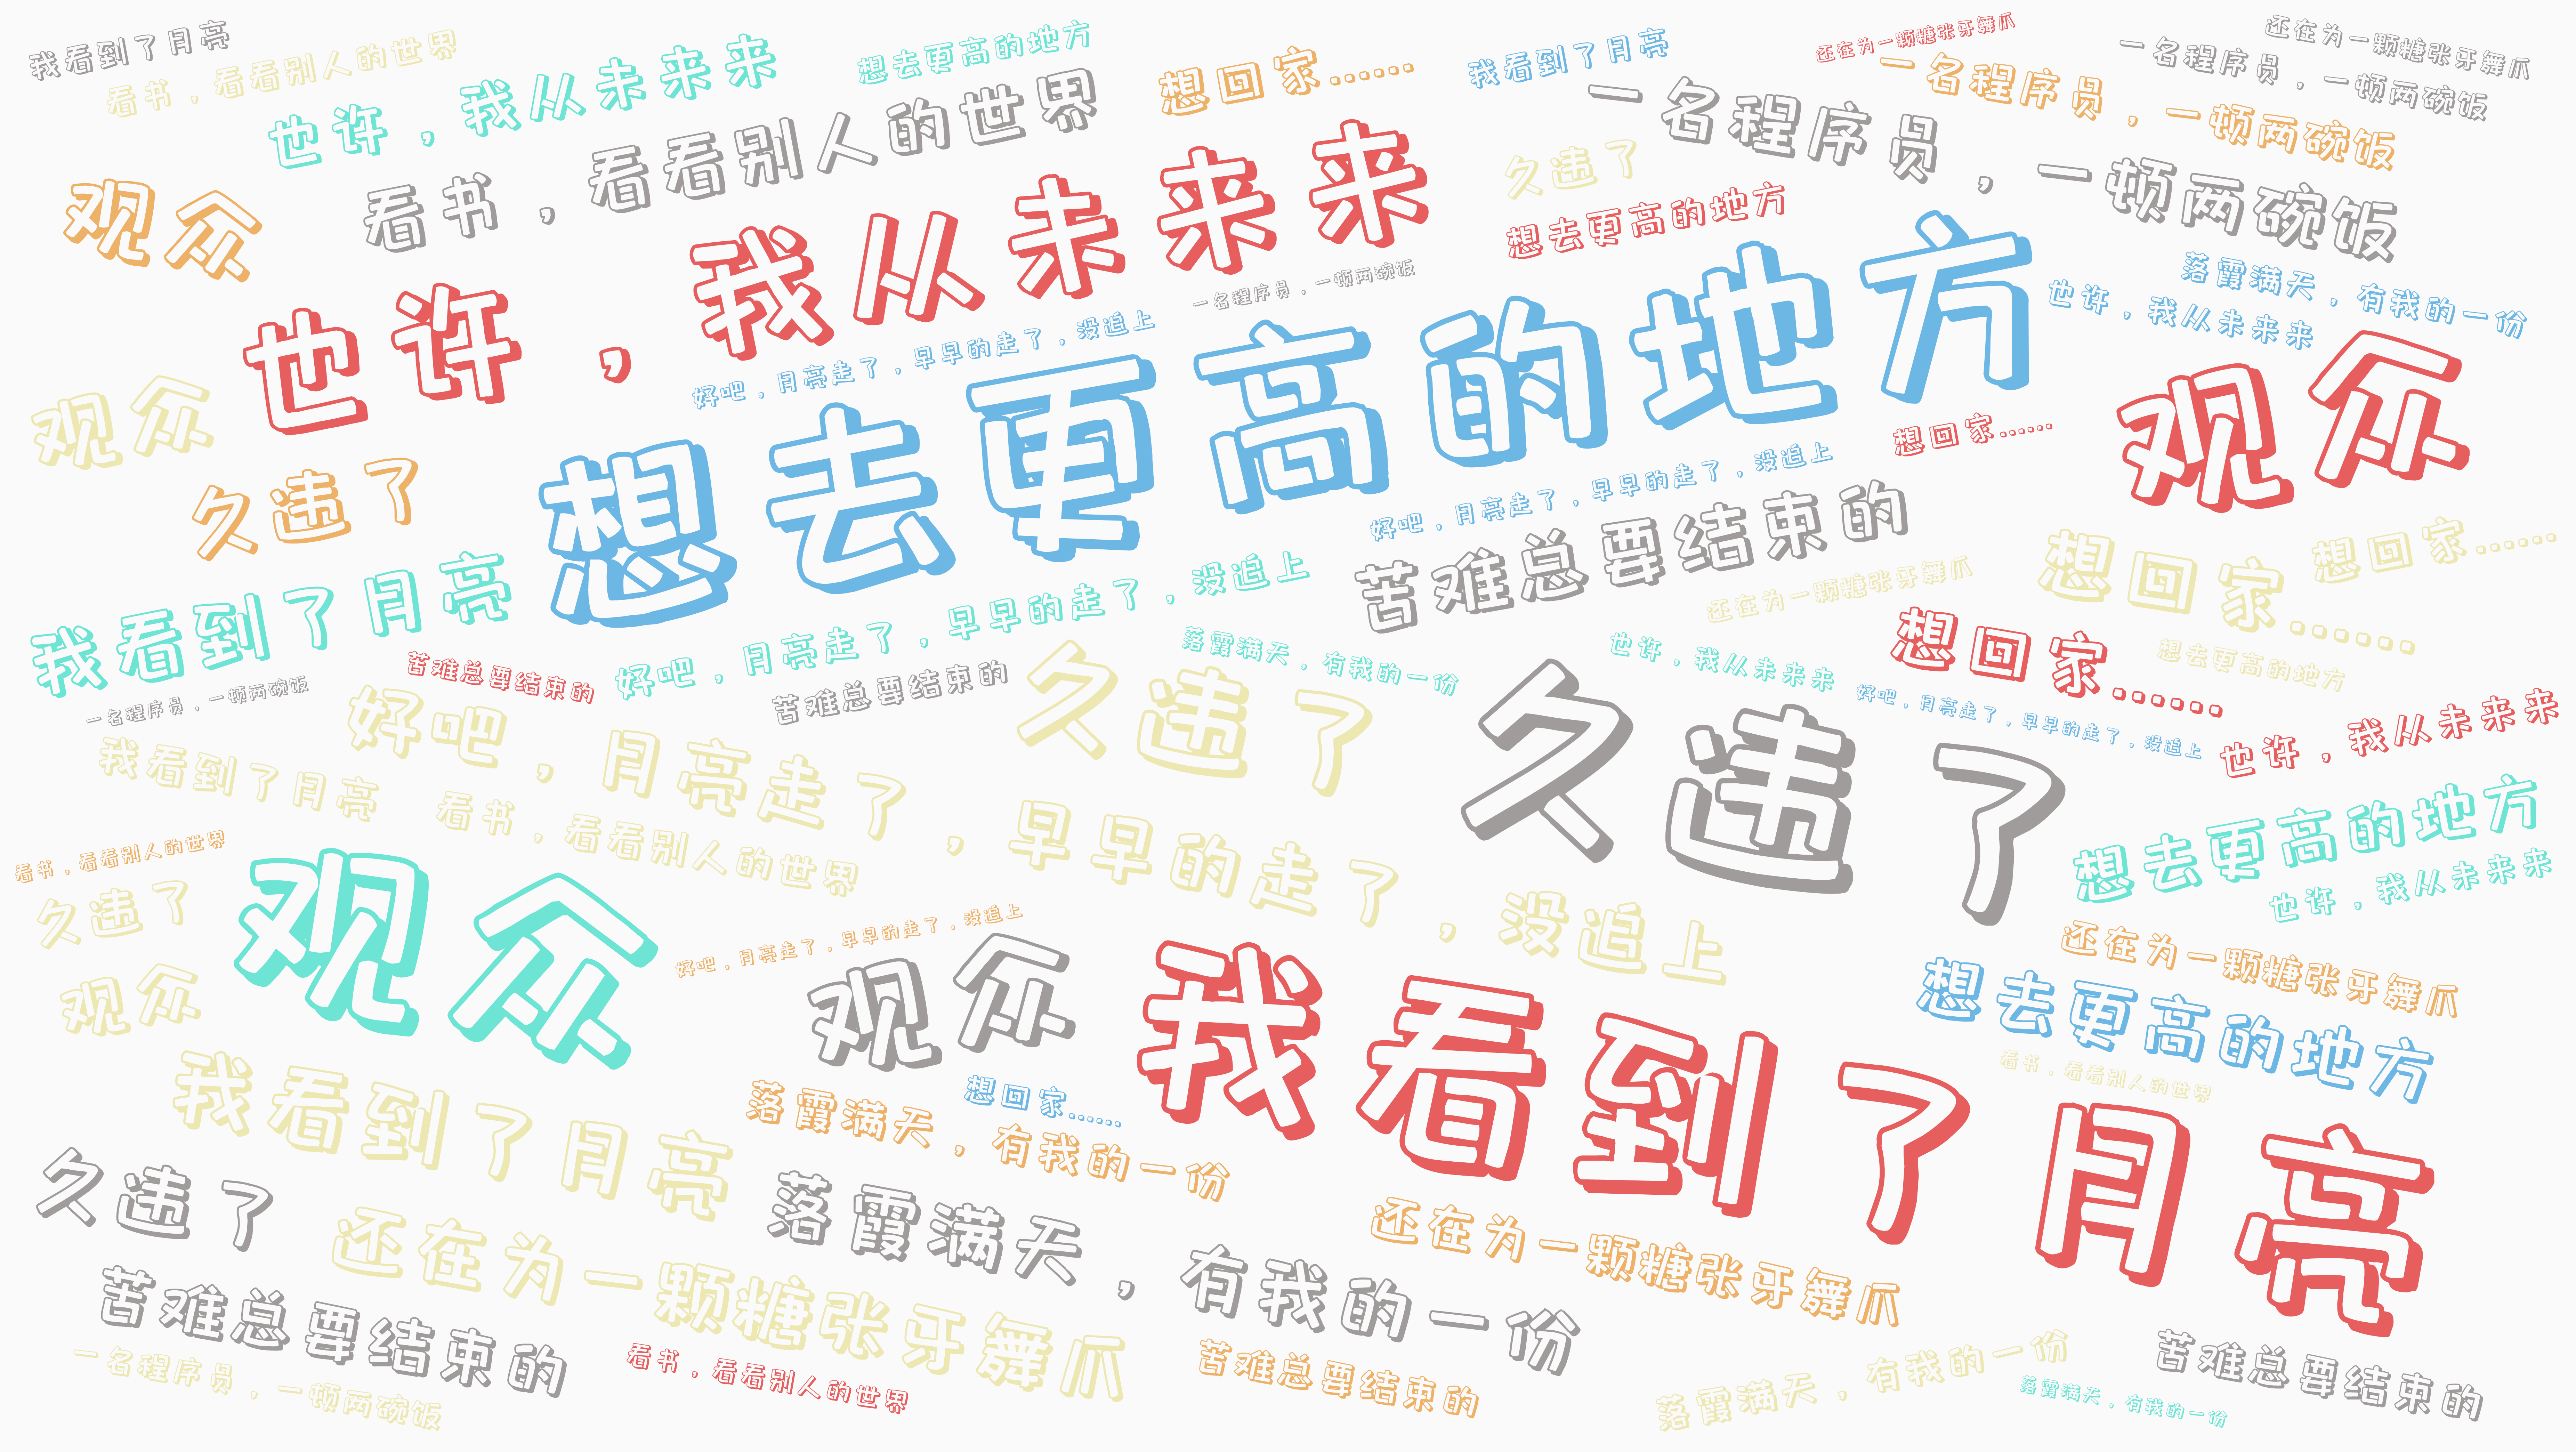 我看到了月亮
看书，看看别人的世界
也许，我从未来来
想去更高的地方
想回家……
我看到了月亮
还在为一颗糖张牙舞爪
一名程序员，一顿两碗饭
一名程序员，一顿两碗饭
还在为一颗糖张牙舞爪
一名程序员，一顿两碗饭
观众
看书，看看别人的世界
久违了
想去更高的地方
也许，我从未来来
一名程序员，一顿两碗饭
落霞满天，有我的一份
也许，我从未来来
好吧，月亮走了，早早的走了，没追上
想去更高的地方
观众
观众
久违了
想回家……
好吧，月亮走了，早早的走了，没追上
苦难总要结束的
想回家……
想回家……
我看到了月亮
好吧，月亮走了，早早的走了，没追上
还在为一颗糖张牙舞爪
一名程序员，一顿两碗饭
苦难总要结束的
苦难总要结束的
久违了
落霞满天，有我的一份
也许，我从未来来
想回家……
想去更高的地方
好吧，月亮走了，早早的走了，没追上
也许，我从未来来
我看到了月亮
好吧，月亮走了，早早的走了，没追上
看书，看看别人的世界
久违了
想去更高的地方
也许，我从未来来
看书，看看别人的世界
久违了
观众
观众
好吧，月亮走了，早早的走了，没追上
观众
我看到了月亮
还在为一颗糖张牙舞爪
想去更高的地方
看书，看看别人的世界
我看到了月亮
想回家……
落霞满天，有我的一份
久违了
还在为一颗糖张牙舞爪
落霞满天，有我的一份
还在为一颗糖张牙舞爪
苦难总要结束的
一名程序员，一顿两碗饭
看书，看看别人的世界
苦难总要结束的
落霞满天，有我的一份
落霞满天，有我的一份
苦难总要结束的